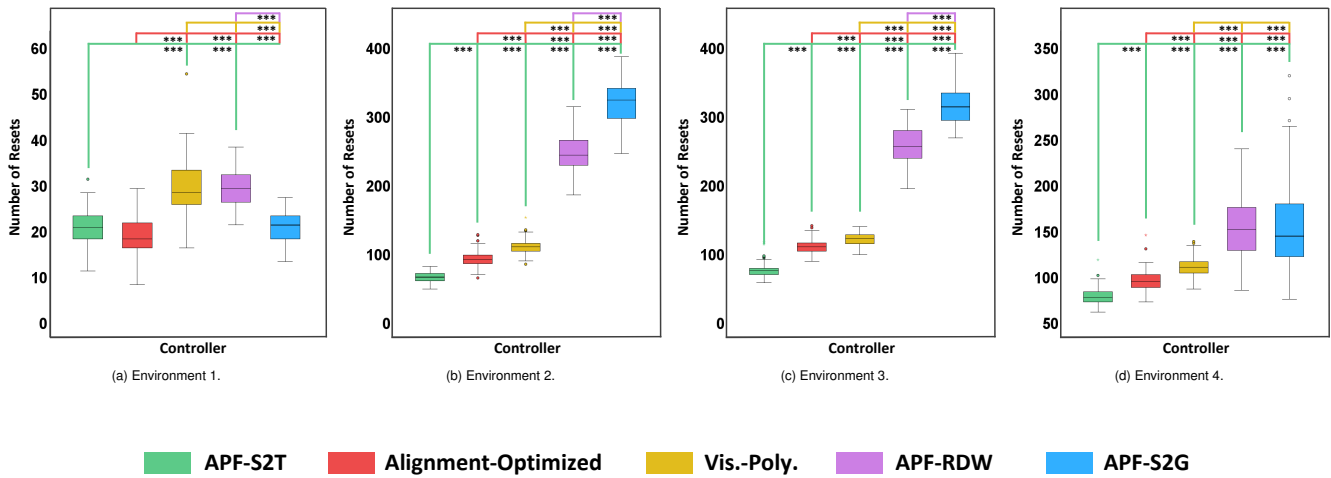 ***
***
*** *** ***
*** *** ***
***
60
50
40
30
20
10
0
Number of Resets
Controller
(a) Environment 1.
***
*** ***
*** *** ***
*** *** *** ***
400
300
200
100
0
Number of Resets
Controller
(b) Environment 2.
***
*** ***
*** *** ***
*** *** *** ***
400
300
200
100
0
Number of Resets
Controller
(c) Environment 3.
*** ***
*** *** ***
*** *** *** ***
350
300
250
200
150
100
50
Number of Resets
Controller
(d) Environment 4.
APF-S2T Alignment-Optimized Vis.-Poly. APF-RDW APF-S2G